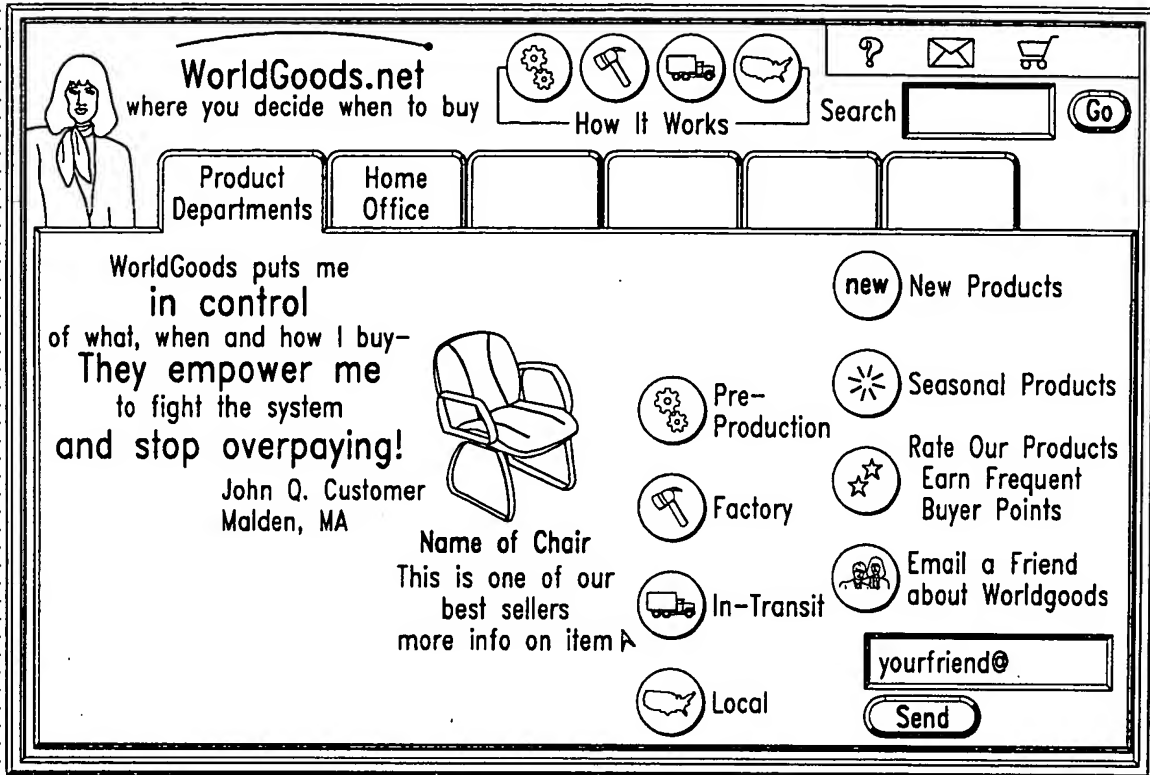 WorldGoods.net
where you decide when to buy
How It Works
?
Search
Go
Product
Departments
Home
Office
WorldGoods puts me
in control
of what, when and how I buy–
They empower me
to fight the system
and stop overpaying!
John Q. Customer
Malden, MA
Name of Chair
This is one of our
best sellers
more info on item
Pre–
Production
Factory
In–Transit
Local
new
New Products
Seasonal Products
Rate Our Products
Earn Frequent
Buyer Points
Email a Friend
about Worldgoods
yourfriend@
Send